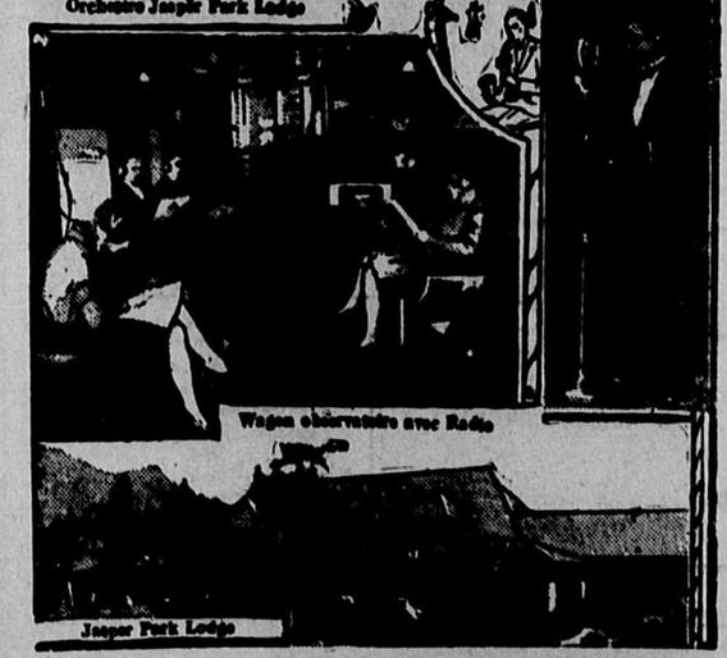 Orchestre Jasper Park Lodge
Wagon observatoire avec Radio
Jasper Park Lodge